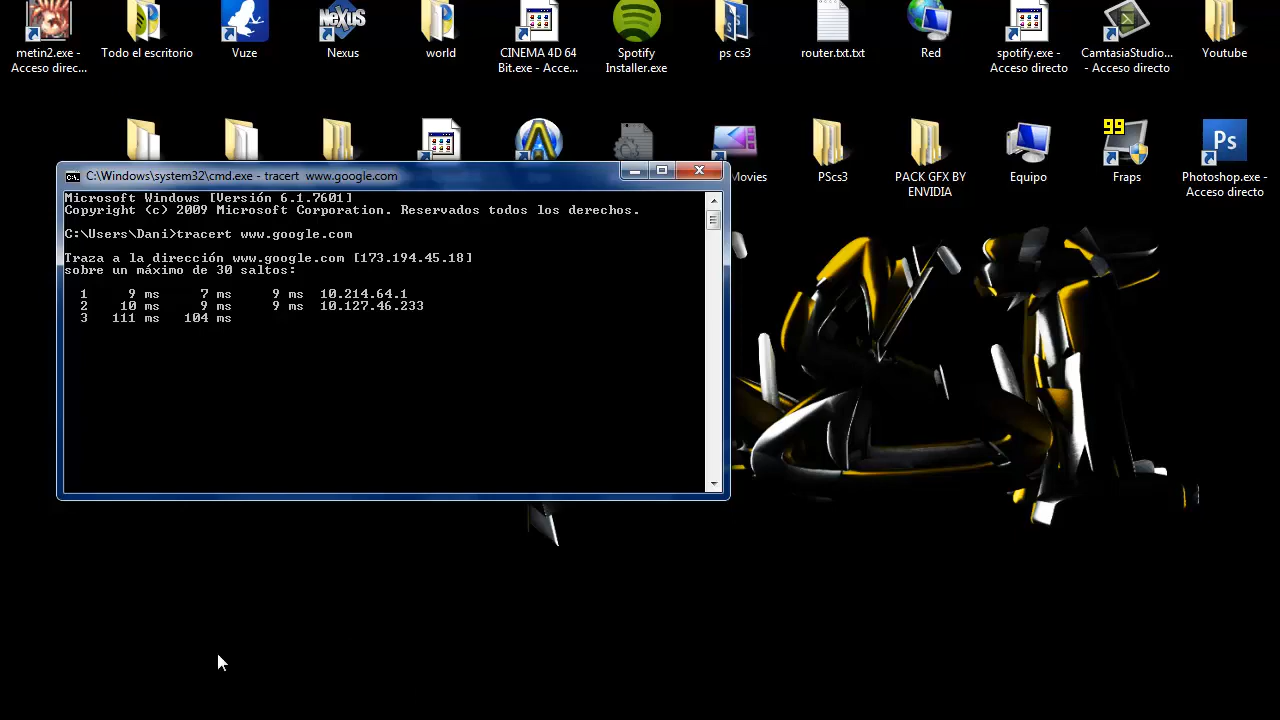 metin2.exe -
Acceso direc...
Todo el escritorio
Vuze
NeXus
Nexus
world
CINEMA 4D 64
Bit.exe - Acce...
Spotify
Installer.exe
ps cs3
router.txt.txt
Red
spotify.exe -
Acceso directo
CamtasiaStudio...
- Acceso directo
Youtube
Movies
PScs3
PACK GFX BY
ENVIDIA
Equipo
99
Fraps
Ps
Photoshop.exe -
Acceso directo
C:\Windows\system32\cmd.exe - tracert www.google.com
Microsoft Windows [Versión 6.1.7601]
Copyright (c) 2009 Microsoft Corporation. Reservados todos los derechos.
C:\Users\Dani>tracert www.google.com
Traza a la dirección www.google.com [173.194.45.18]
sobre un máximo de 30 saltos:
1 9 ms 7 ms 9 ms 10.214.64.1
2 10 ms 9 ms 9 ms 10.127.46.233
3 111 ms 104 ms